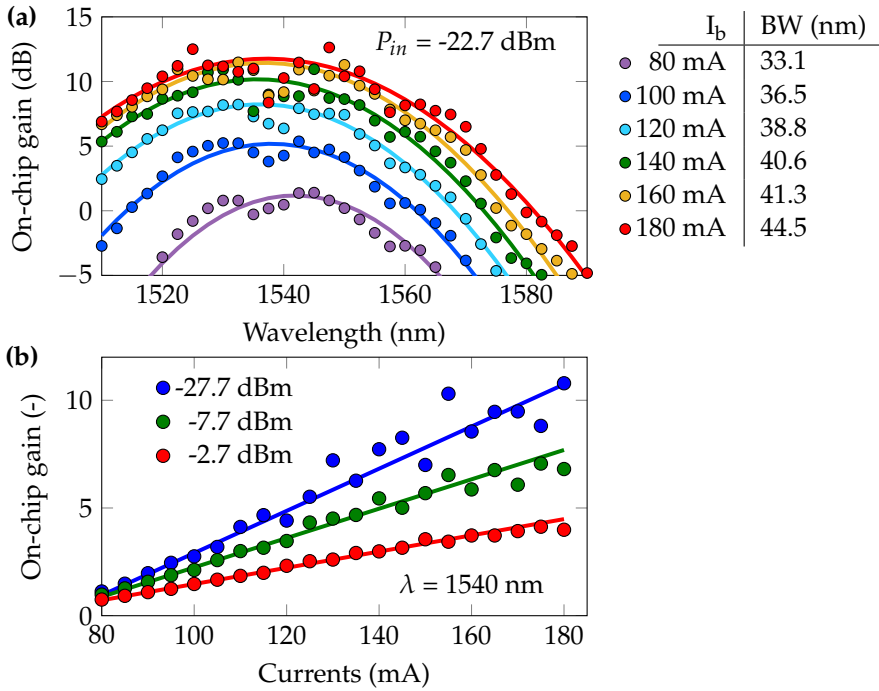 (a)
15
10
5
0
−5
On-chip gain (dB)
P_in = -22.7 dBm
1520 1540 1560 1580
Wavelength (nm)
I_b BW (nm)
80 mA 33.1
100 mA 36.5
120 mA 38.8
140 mA 40.6
160 mA 41.3
180 mA 44.5
(b)
10
5
0
On-chip gain (-)
-27.7 dBm
-7.7 dBm
-2.7 dBm
λ = 1540 nm
80 100 120 140 160 180
Currents (mA)